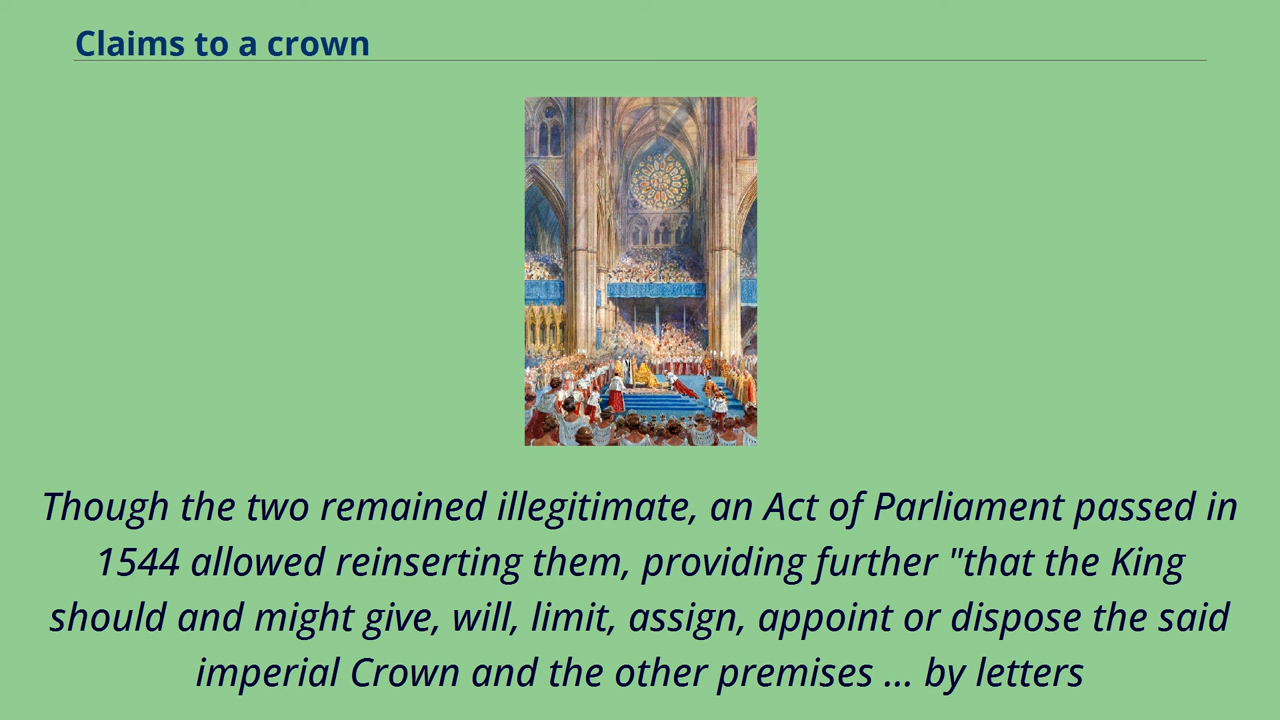 Claims to a crown
Though the two remained illegitimate, an Act of Parliament passed in
1544 allowed reinserting them, providing further "that the King
should and might give, will, limit, assign, appoint or dispose the said
imperial Crown and the other premises ... by letters